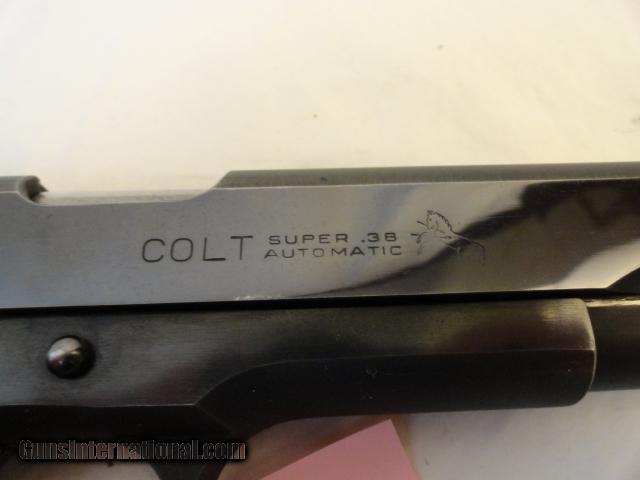 COLT SUPER .38
AUTOMATIC
GunsInternational.com